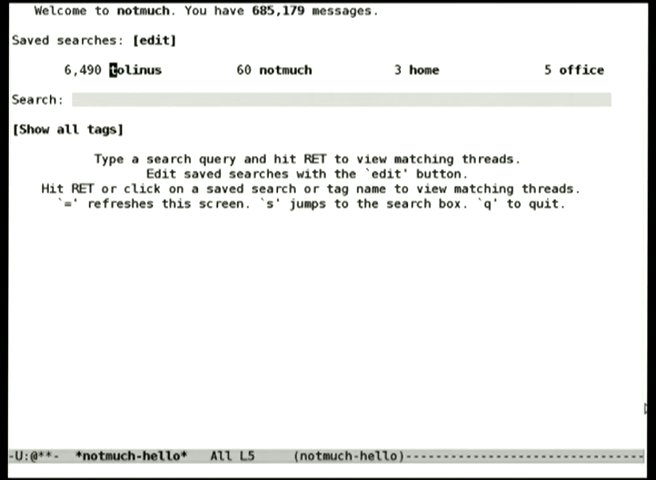 Welcome to notmuch. You have 685,179 messages.
Saved searches: [edit]
6,490 tolinus 60 notmuch 3 home 5 office
Search:
[Show all tags]
Type a search query and hit RET to view matching threads.
Edit saved searches with the `edit' button.
Hit RET or click on a saved search or tag name to view matching threads.
`=' refreshes this screen. `s' jumps to the search box. `q' to quit.
-U:@**- *notmuch-hello* All L5 (notmuch-hello)--------------------------------